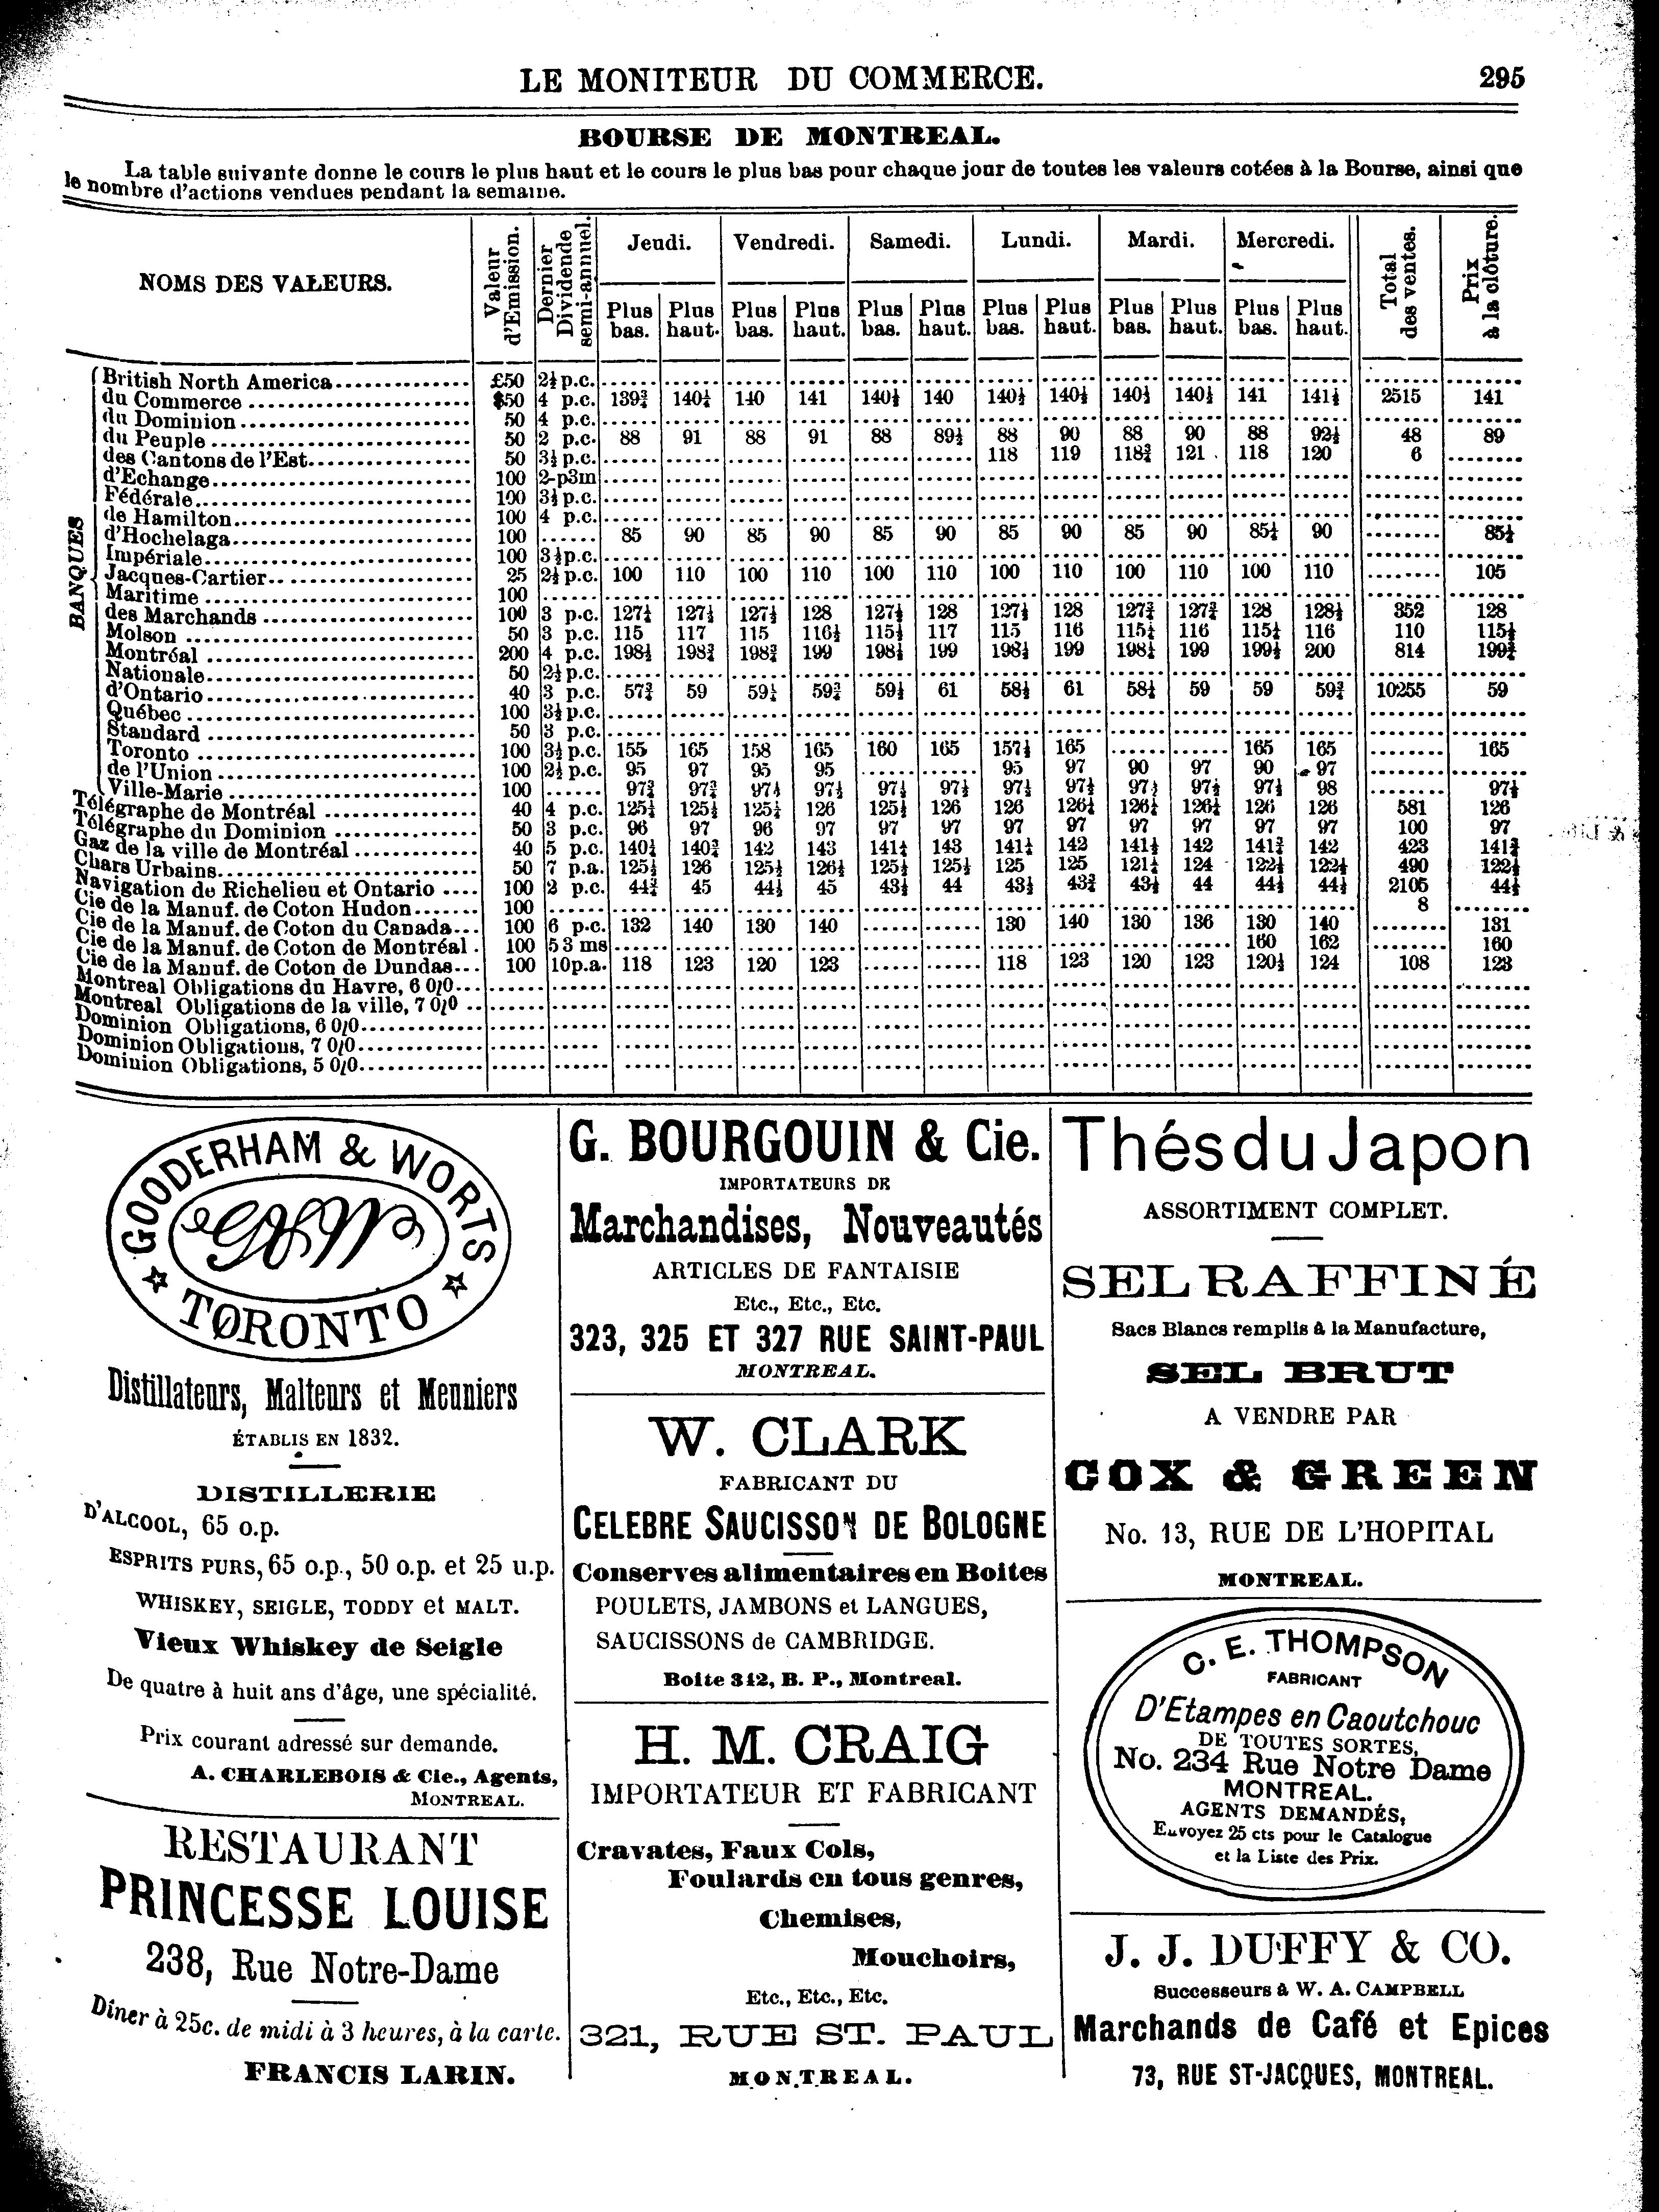 LE MONITEUR DU COMMERCE. 295
BOURSE DE MONTREAL.
La table suivante donne le cours le plus haut et le cours le plus bas pour chaque jour de toutes les valeurs cotées à la Bourse, ainsi que
le nombre d'actions vendues pendant la semaine.
NOMS DES VALEURS. Valeur d'Emission. Dernier Dividende semi-annuel. Jeudi. Vendredi. Samedi. Lundi. Mardi. Mercredi. Total des ventes. Prix à la clôture.
Plus bas. Plus haut. Plus bas. Plus haut. Plus bas. Plus haut. Plus bas. Plus haut. Plus bas. Plus haut. Plus bas. Plus haut.
BANQUES
British North America £50 2½ p.c.
du Commerce $50 4 p.c. 139¾ 140¼ 140 141 140½ 140 140½ 140½ 140½ 140½ 141 141½ 2515 141
du Dominion 50 4 p.c.
du Peuple 50 2 p.c. 88 91 88 91 88 89½ 88 90 88 90 88 92½ 48 89
des Cantons de l'Est 50 3½ p.c. 118 119 118¾ 121 118 120 6
d'Echange 100 2-p3m
Fédérale 100 3½ p.c.
de Hamilton 100 4 p.c.
d'Hochelaga 100 85 90 85 90 85 90 85 90 85 90 85½ 90 85½
Impériale 100 3½ p.c.
Jacques-Cartier 25 2½ p.c. 100 110 100 110 100 110 100 110 100 110 100 110 105
Maritime 100
des Marchands 100 3 p.c. 127¼ 127½ 127½ 128 127½ 128 127½ 128 127¾ 127¾ 128 128½ 352 128
Molson 50 3 p.c. 115 117 115 116½ 115½ 117 115 116 115¼ 116 115¼ 116 110 115½
Montréal 200 4 p.c. 198½ 198¾ 198¾ 199 198½ 199 198½ 199 198½ 199 199½ 200 814 199¾
Nationale 50 2½ p.c.
d'Ontario 40 3 p.c. 57¾ 59 59¼ 59¾ 59½ 61 58½ 61 58½ 59 59 59¾ 10255 59
Québec 100 3½ p.c.
Standard 50 3 p.c.
Toronto 100 3½ p.c. 155 165 158 165 160 165 157½ 165 165 165 165
de l'Union 100 2½ p.c. 95 97 95 95 95 97 90 97 90 97
Ville-Marie 100 97¾ 97¾ 97½ 97½ 97½ 97½ 97½ 97½ 97½ 97½ 97½ 98 97½
Télégraphe de Montréal 40 4 p.c. 125½ 125½ 125½ 126 125½ 126 126 126¼ 126¼ 126¼ 126 126 581 126
Télégraphe du Dominion 50 3 p.c. 96 97 96 97 97 97 97 97 97 97 97 97 100 97
Gaz de la ville de Montréal 40 5 p.c. 140¼ 140¾ 142 143 141¼ 143 141¼ 142 141½ 142 141¾ 142 423 141¾
Chars Urbains 50 7 p.a. 125½ 126 125½ 126½ 125½ 125½ 125 125 121¼ 124 122½ 122½ 490 122½
Navigation de Richelieu et Ontario 100 2 p.c. 44¾ 45 44½ 45 43½ 44 43½ 43¾ 43½ 44 44½ 44½ 2105 44½
Cie de la Manuf. de Coton Hudon 100 8
Cie de la Manuf. de Coton du Canada 100 6 p.c. 132 140 130 140 130 140 130 136 130 140 131
Cie de la Manuf. de Coton de Montréal 100 5 3 ms 160 162 160
Cie de la Manuf. de Coton de Dundas 100 10p.a. 118 123 120 123 118 123 120 123 120½ 124 108 123
Montreal Obligations du Havre, 6 0/0
Montreal Obligations de la ville, 7 0/0
Dominion Obligations, 6 0/0
Dominion Obligations, 7 0/0
Dominion Obligations, 5 0/0
GOODERHAM & WORTS
G&W
TORONTO
Distillateurs, Malteurs et Meuniers
ÉTABLIS EN 1832.
DISTILLERIE
D'ALCOOL, 65 o.p.
ESPRITS PURS, 65 o.p., 50 o.p. et 25 u.p.
WHISKEY, SEIGLE, TODDY et MALT.
Vieux Whiskey de Seigle
De quatre à huit ans d'âge, une spécialité.
Prix courant adressé sur demande.
A. CHARLEBOIS & Cie., Agents,
MONTREAL.
RESTAURANT
PRINCESSE LOUISE
238, Rue Notre-Dame
Dîner à 25c. de midi à 3 heures, à la carte.
FRANCIS LARIN.
G. BOURGOUIN & Cie.
IMPORTATEURS DE
Marchandises, Nouveautés
ARTICLES DE FANTAISIE
Etc., Etc., Etc.
323, 325 ET 327 RUE SAINT-PAUL
MONTREAL.
W. CLARK
FABRICANT DU
CELEBRE SAUCISSON DE BOLOGNE
Conserves alimentaires en Boites
POULETS, JAMBONS et LANGUES,
SAUCISSONS de CAMBRIDGE.
Boite 342, B. P., Montreal.
H. M. CRAIG
IMPORTATEUR ET FABRICANT
Cravates, Faux Cols,
Foulards en tous genres,
Chemises,
Mouchoirs,
Etc., Etc., Etc.
321, RUE ST. PAUL
MONTREAL.
Thés du Japon
ASSORTIMENT COMPLET.
SEL RAFFINÉ
Sacs Blancs remplis à la Manufacture,
SEL BRUT
A VENDRE PAR
COX & GREEN
No. 13, RUE DE L'HOPITAL
MONTREAL.
C. E. THOMPSON
FABRICANT
D'Etampes en Caoutchouc
DE TOUTES SORTES,
No. 234 Rue Notre Dame
MONTREAL.
AGENTS DEMANDÉS,
Envoyez 25 cts pour le Catalogue
et la Liste des Prix.
J. J. DUFFY & CO.
Successeurs à W. A. CAMPBELL
Marchands de Café et Epices
73, RUE ST-JACQUES, MONTREAL.